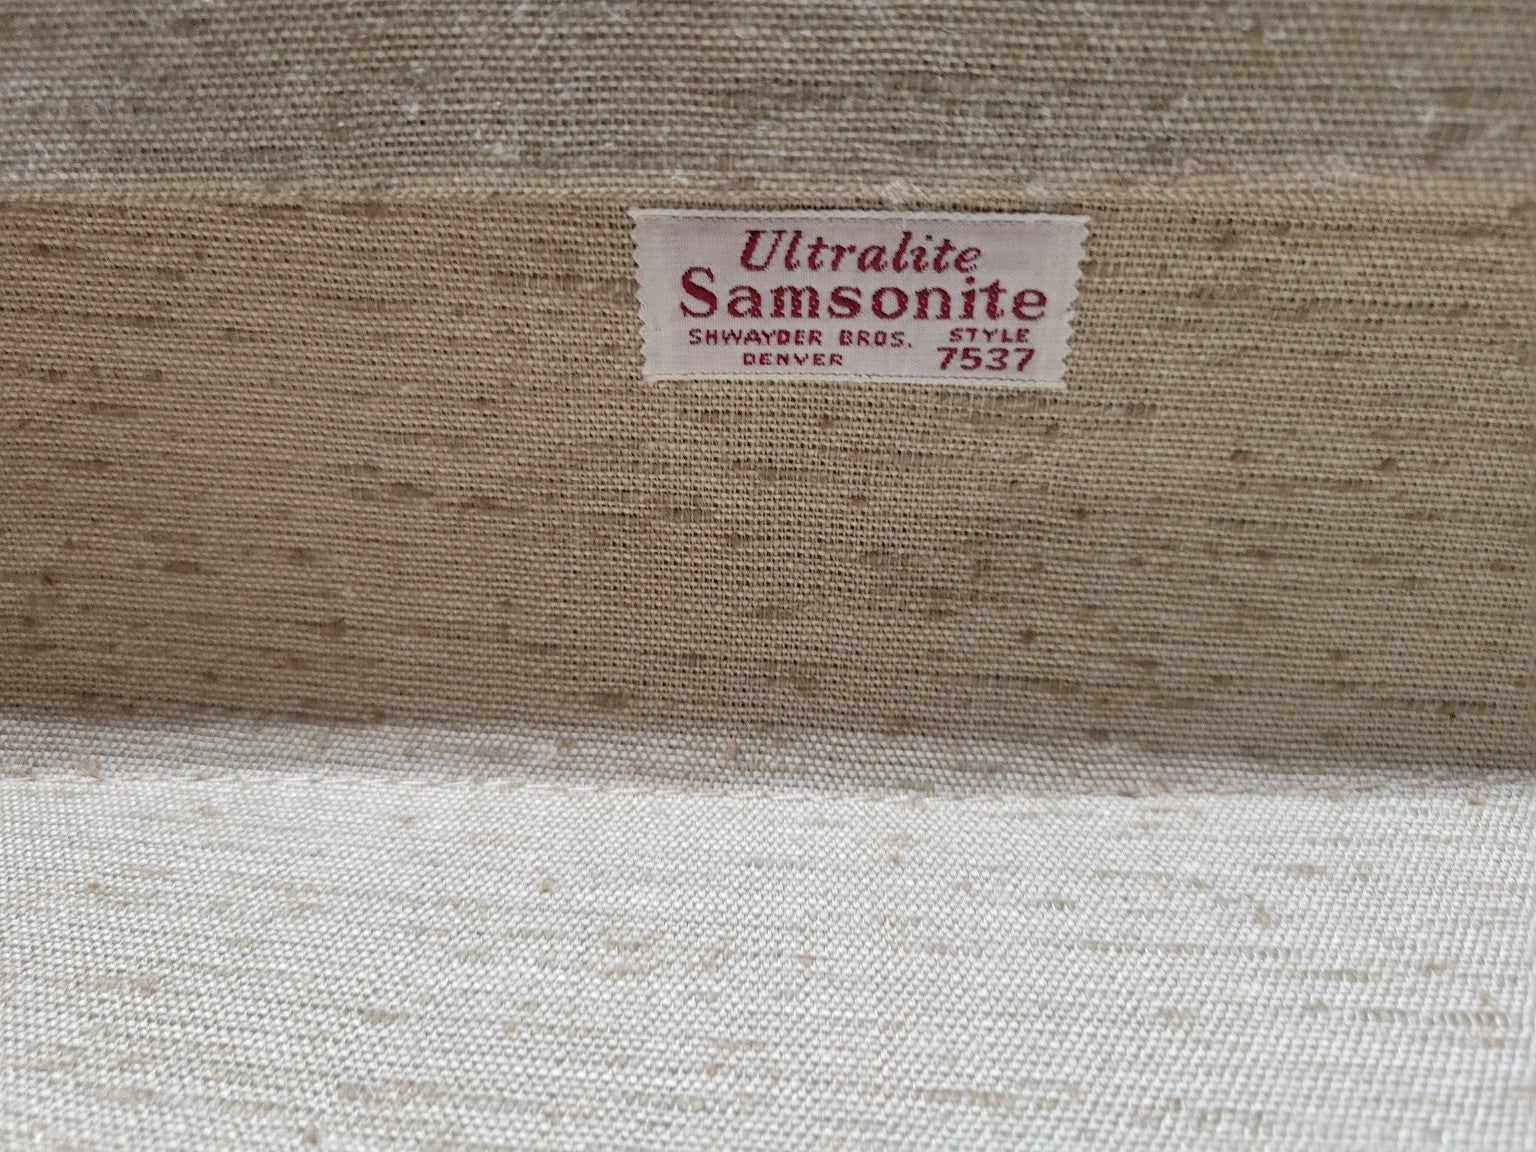 Ultralite
Samsonite
SHWAYDER BROS. STYLE
DENVER 7537